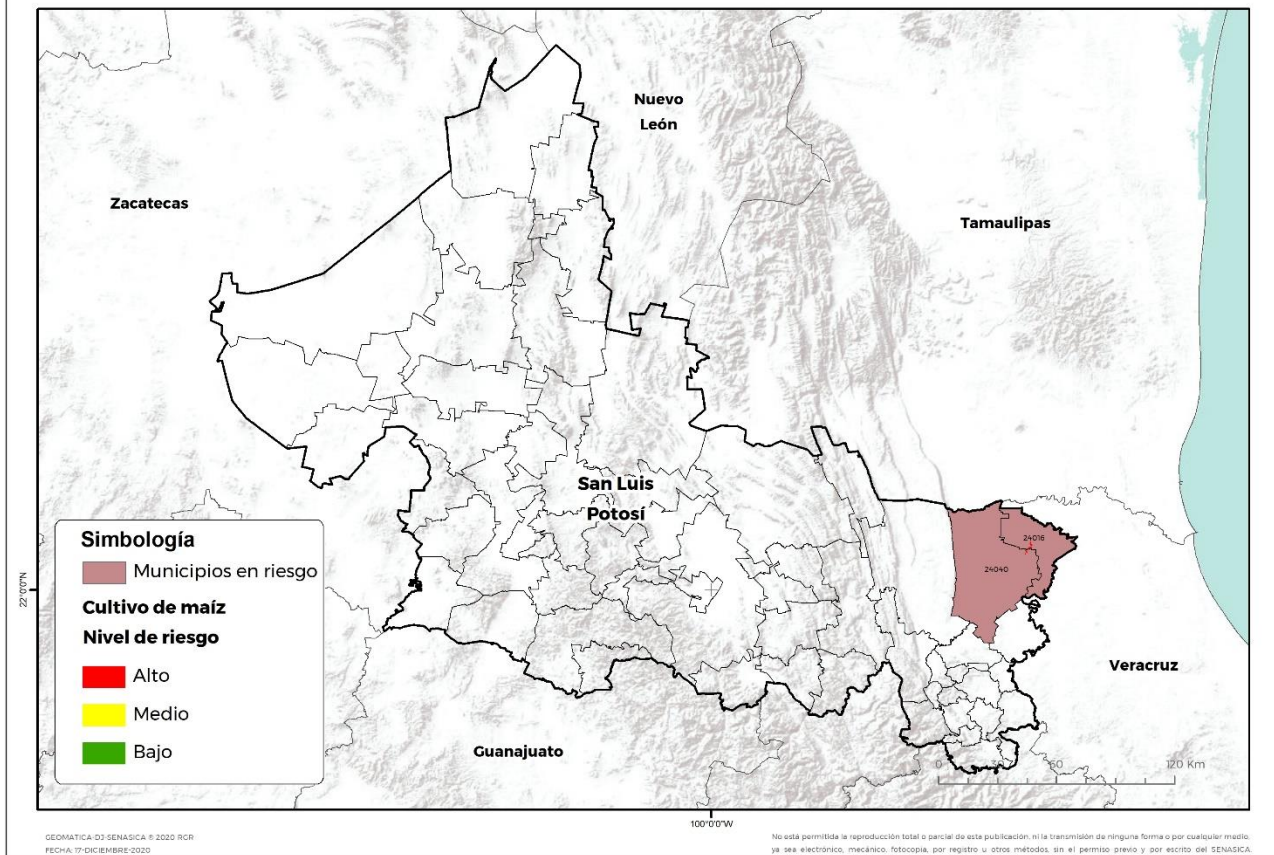 Nuevo
León
Zacatecas
Tamaulipas
San Luis
Potosí
24016
24040
22°0'0"N
Veracruz
Guanajuato
Simbología
Municipios en riesgo
Cultivo de maíz
Nivel de riesgo
Alto
Medio
Bajo
0 30 60 120 Km
100°0'0"W
GEOMATICA-DJ-SENASICA © 2020 RCR
FECHA: 17-DICIEMBRE-2020
No está permitida la reproducción total o parcial de esta publicación, ni la transmisión de ninguna forma o por cualquier medio,
ya sea electrónico, mecánico, fotocopia, por registro u otros métodos, sin el permiso previo y por escrito del SENASICA.